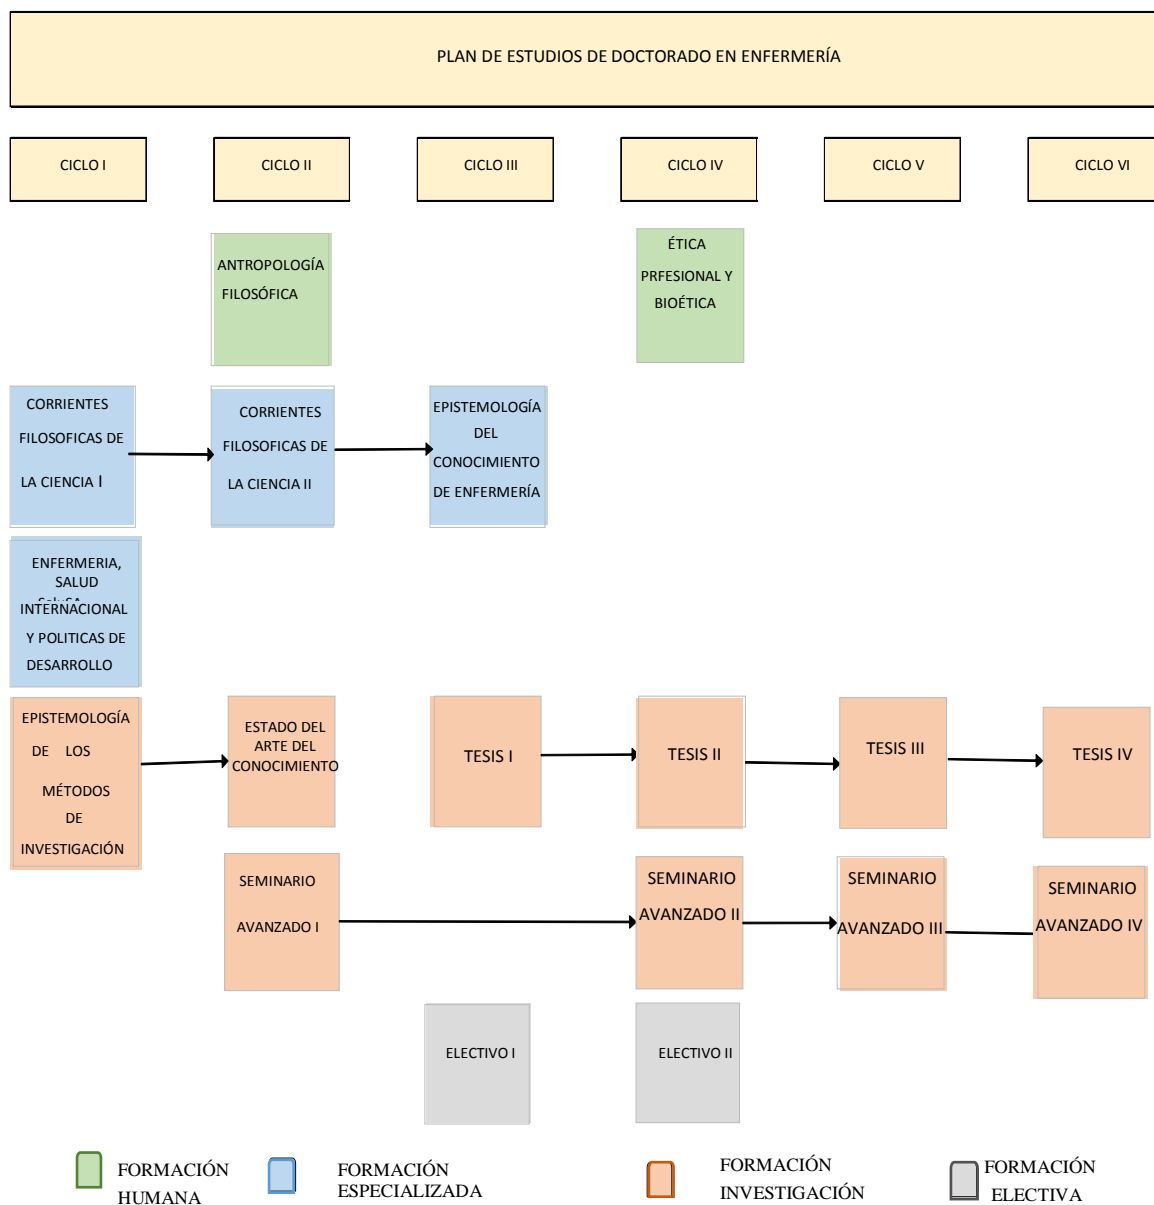 PLAN DE ESTUDIOS DE DOCTORADO EN ENFERMERÍA
CICLO I
CICLO II
CICLO III
CICLO IV
CICLO V
CICLO VI
ANTROPOLOGÍA
FILOSÓFICA
ÉTICA
PRFESIONAL Y
BIOÉTICA
CORRIENTES
FILOSOFICAS DE
LA CIENCIA I
CORRIENTES
FILOSOFICAS DE
LA CIENCIA II
EPISTEMOLOGÍA
DEL
CONOCIMIENTO
DE ENFERMERÍA
ENFERMERIA,
SALUD
INTERNACIONAL
Y POLITICAS DE
DESARROLLO
EPISTEMOLOGÍA
DE LOS
MÉTODOS
DE
INVESTIGACIÓN
ESTADO DEL
ARTE DEL
CONOCIMIENTO
TESIS I
TESIS II
TESIS III
TESIS IV
SEMINARIO
AVANZADO I
SEMINARIO
AVANZADO II
SEMINARIO
AVANZADO III
SEMINARIO
AVANZADO IV
ELECTIVO I
ELECTIVO II
FORMACIÓN
HUMANA
FORMACIÓN
ESPECIALIZADA
FORMACIÓN
INVESTIGACIÓN
FORMACIÓN
ELECTIVA